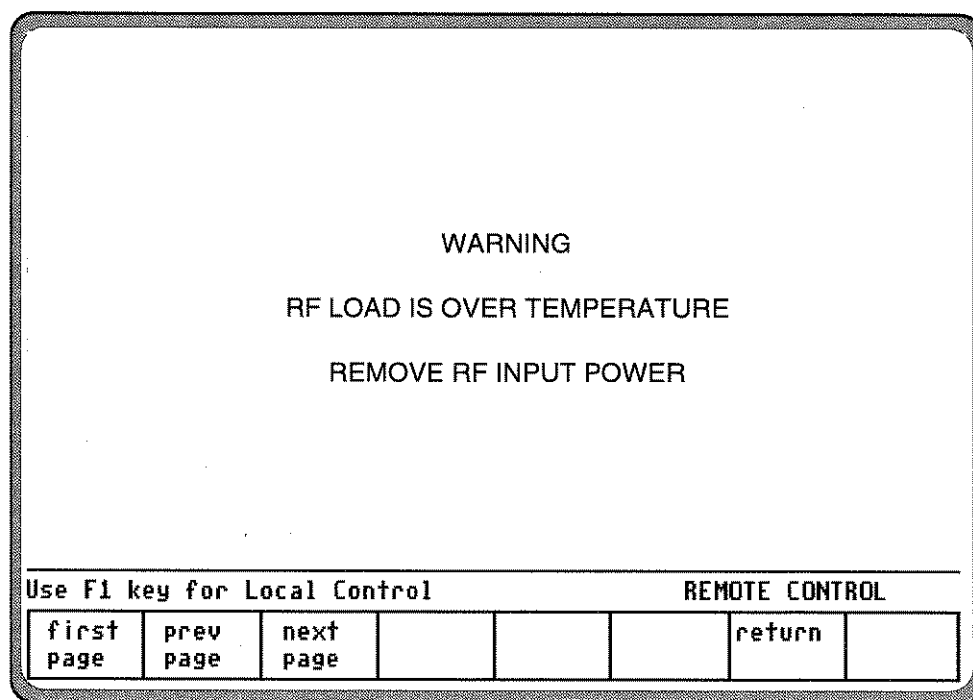 WARNING
RF LOAD IS OVER TEMPERATURE
REMOVE RF INPUT POWER
Use F1 key for Local Control REMOTE CONTROL
first prev next return
page page page